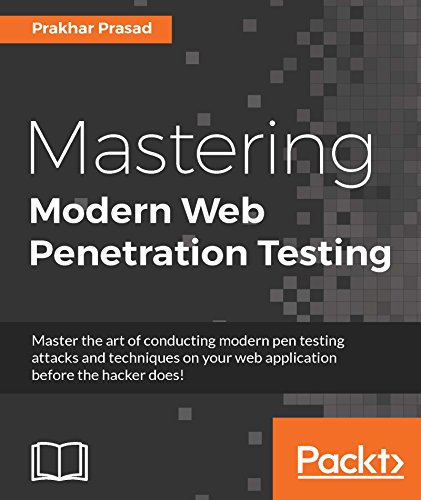 Prakhar Prasad
Mastering
Modern Web
Penetration Testing
Master the art of conducting modern pen testing
attacks and techniques on your web application
before the hacker does!
Packt>